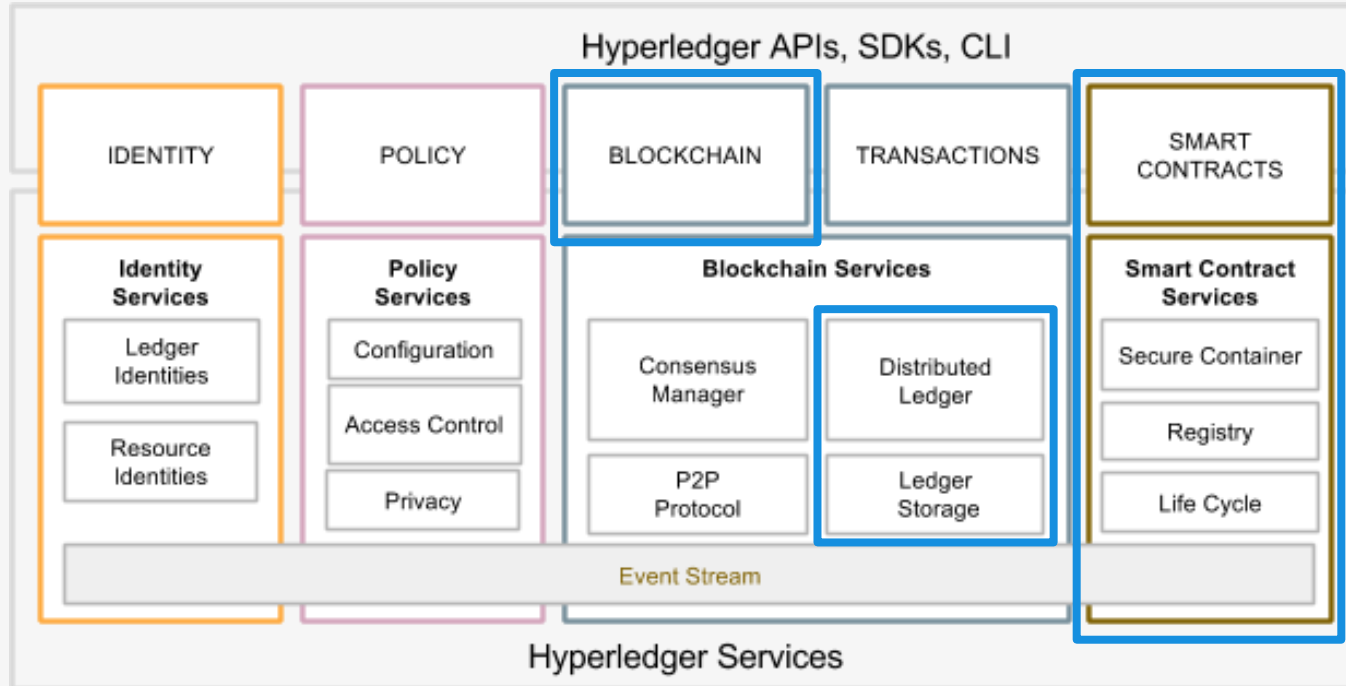 Hyperledger APIs, SDKs, CLI
IDENTITY
POLICY
BLOCKCHAIN
TRANSACTIONS
SMART
CONTRACTS
Identity
Services
Ledger
Identities
Resource
Identities
Policy
Services
Configuration
Access Control
Privacy
Blockchain Services
Consensus
Manager
Distributed
Ledger
P2P
Protocol
Ledger
Storage
Smart Contract
Services
Secure Container
Registry
Life Cycle
Event Stream
Hyperledger Services